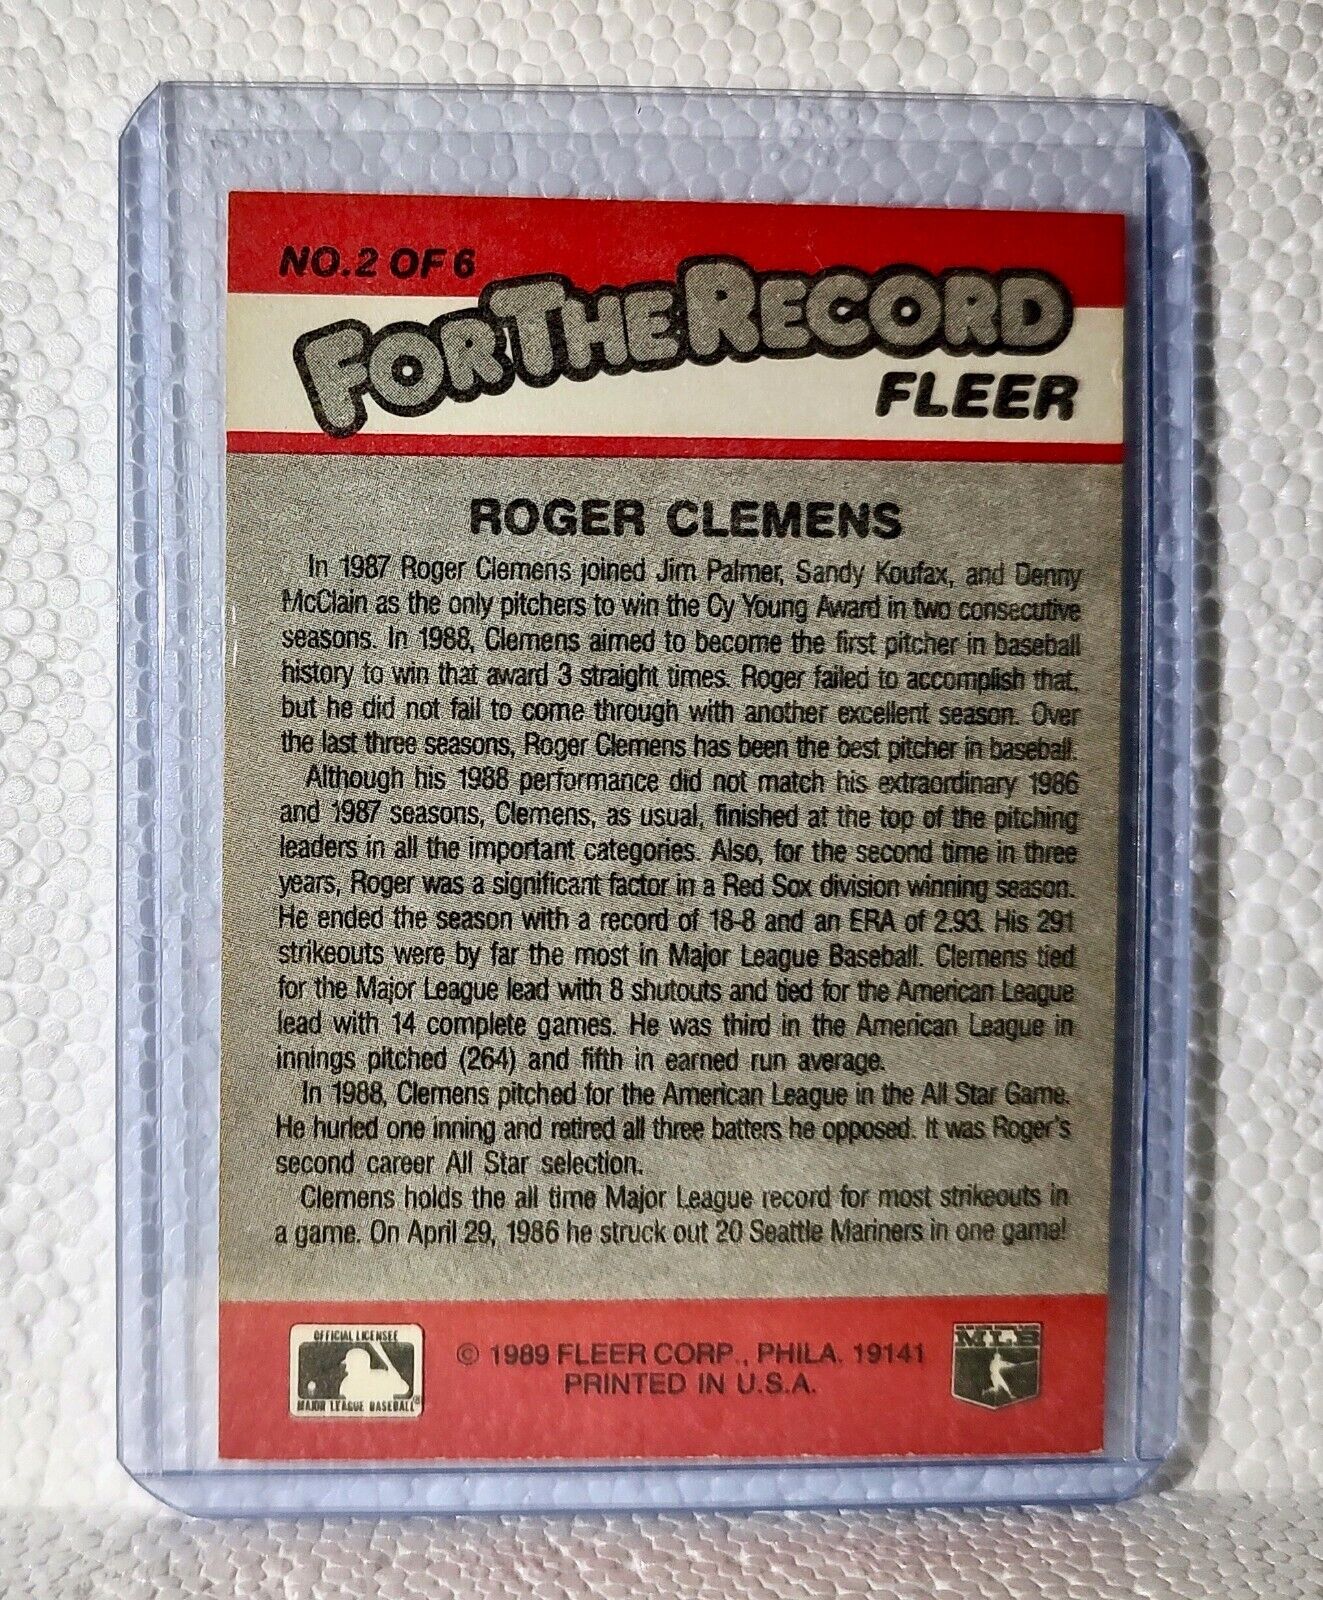 NO. 2 OF 6
FOR THE RECORD
FLEER
ROGER CLEMENS
In 1987 Roger Clemens joined Jim Palmer, Sandy Koufax, and Denny
McClain as the only pitchers to win the Cy Young Award in two consecutive
seasons. In 1988, Clemens aimed to become the first pitcher in baseball
history to win that award 3 straight times. Roger failed to accomplish that,
but he did not fail to come through with another excellent season. Over
the last three seasons, Roger Clemens has been the best pitcher in baseball.
Although his 1988 performance did not match his extraordinary 1986
and 1987 seasons, Clemens, as usual, finished at the top of the pitching
leaders in all the important categories. Also, for the second time in three
years, Roger was a significant factor in a Red Sox division winning season.
He ended the season with a record of 18-8 and an ERA of 2.93. His 291
strikeouts were by far the most in Major League Baseball. Clemens tied
for the Major League lead with 8 shutouts and tied for the American League
lead with 14 complete games. He was third in the American League in
innings pitched (264) and fifth in earned run average.
In 1988, Clemens pitched for the American League in the All Star Game.
He hurled one inning and retired all three batters he opposed. It was Roger's
second career All Star selection.
Clemens holds the all time Major League record for most strikeouts in
a game. On April 29, 1986 he struck out 20 Seattle Mariners in one game!
OFFICIAL LICENSEE
MAJOR LEAGUE BASEBALL®
© 1989 FLEER CORP., PHILA. 19141
PRINTED IN U.S.A.
MLB